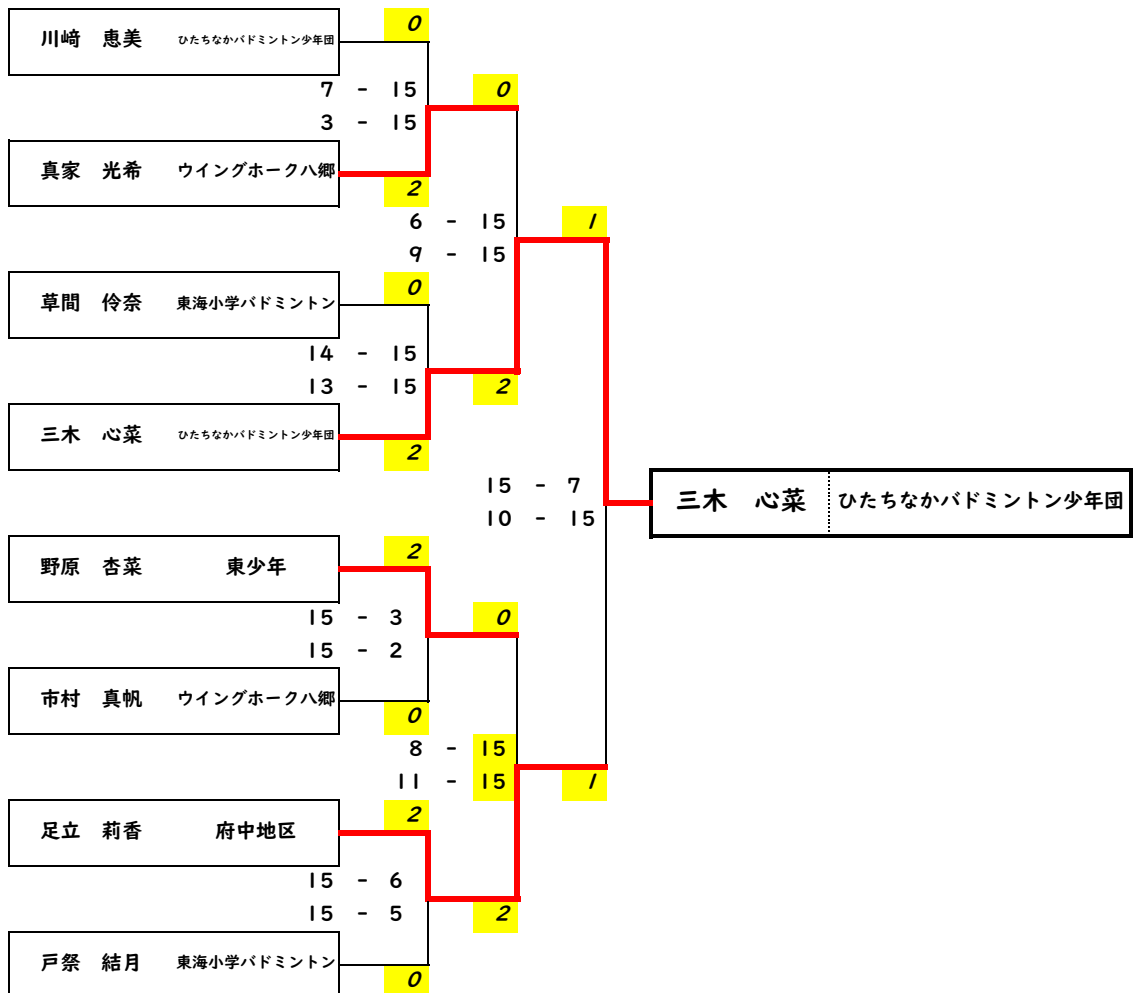 0
川﨑 恵美 ひたちなかバドミントン少年団
7 - 15 0
3 - 15
真家 光希 ウイングホーク八郷
2
6 - 15 1
9 - 15
0
草間 伶奈 東海小学バドミントン
14 - 15
13 - 15 2
三木 心菜 ひたちなかバドミントン少年団
2
15 - 7
三木 心菜 ひたちなかバドミントン少年団
10 - 15
2
野原 杏菜 東少年
15 - 3 0
15 - 2
市村 真帆 ウイングホーク八郷
0
8 - 15
11 - 15 1
2
足立 莉香 府中地区
15 - 6
15 - 5 2
戸祭 結月 東海小学バドミントン
0